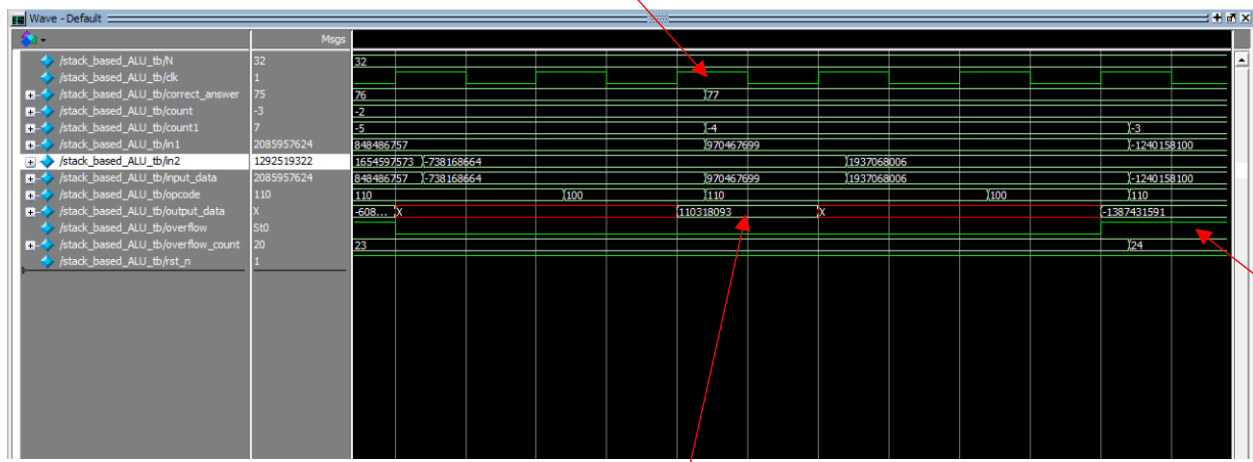 Wave - Default
Msgs
/stack_based_ALU_tb/N 32 32
/stack_based_ALU_tb/clk 1
/stack_based_ALU_tb/correct_answer 75 76 77
/stack_based_ALU_tb/count -3 -2
/stack_based_ALU_tb/count1 7 -5 -4 -3
/stack_based_ALU_tb/in1 2085957624 848486757 970467699 -1240158100
/stack_based_ALU_tb/in2 1292519322 1654597573 -738168664 1937068006
/stack_based_ALU_tb/input_data 2085957624 848486757 -738168664 970467699 1937068006 -1240158100
/stack_based_ALU_tb/opcode 110 110 100 110 100 110
/stack_based_ALU_tb/output_data X -608... X 110318093 X -1387431591
/stack_based_ALU_tb/overflow St0
/stack_based_ALU_tb/overflow_count 20 23 24
/stack_based_ALU_tb/rst_n 1